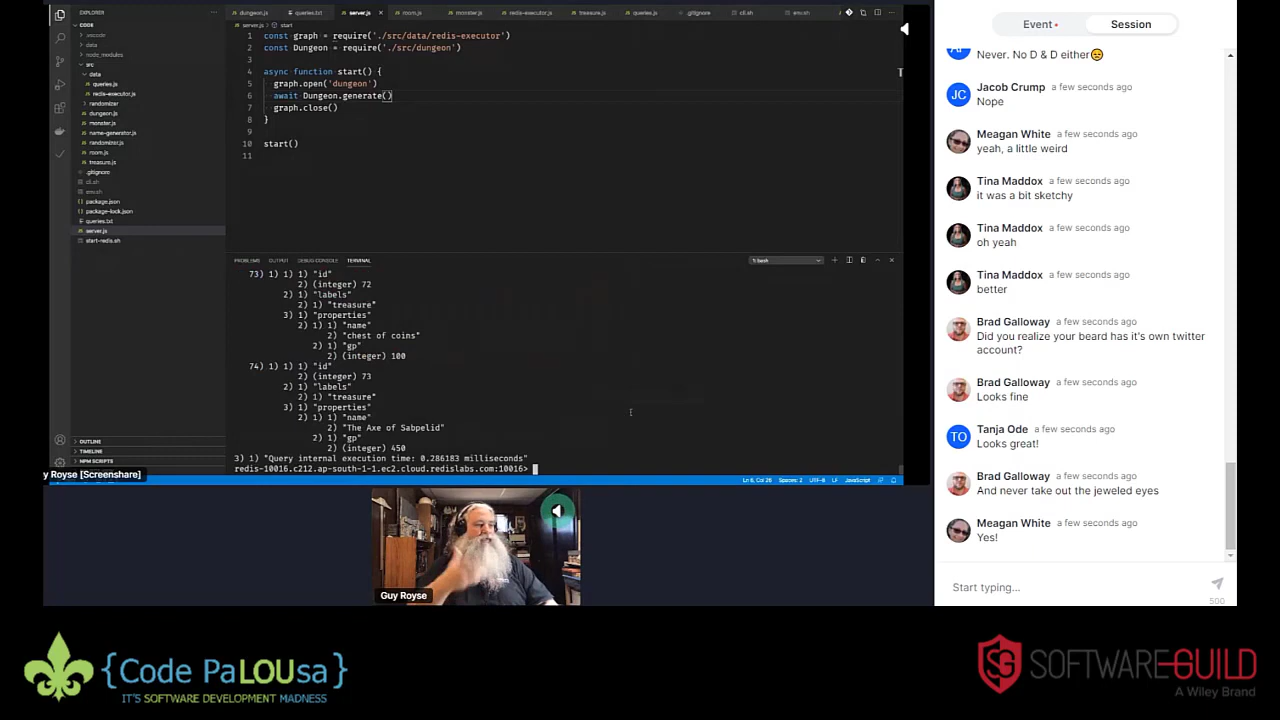 dungeon.js
queries.txt
server.js
room.js
monster.js
redis-executor.js
treasure.js
queries.js
.gitignore
cli.sh
env.sh
EXPLORER
CODE
.vscode
data
node_modules
src
data
queries.js
redis-executor.js
randomizer
dungeon.js
monster.js
name-generator.js
randomizer.js
room.js
treasure.js
.gitignore
cli.sh
env.sh
package.json
package-lock.json
queries.txt
server.js
start-redis.sh
OUTLINE
TIMELINE
NPM SCRIPTS
server.js > start
1 const graph = require('./src/data/redis-executor')
2 const Dungeon = require('./src/dungeon')
3
4 async function start() {
5 graph.open('dungeon')
6 await Dungeon.generate()
7 graph.close()
8 }
9
10 start()
11
PROBLEMS OUTPUT DEBUG CONSOLE TERMINAL
1: bash
73) 1) 1) 1) "id"
2) (integer) 72
2) 1) "labels"
2) 1) "treasure"
3) 1) "properties"
2) 1) 1) "name"
2) "chest of coins"
2) 1) "gp"
2) (integer) 100
74) 1) 1) "id"
2) (integer) 73
2) 1) "labels"
2) 1) "treasure"
3) 1) "properties"
2) 1) 1) "name"
2) "The Axe of Sabpelid"
2) 1) "gp"
2) (integer) 450
3) 1) "Query internal execution time: 0.286183 milliseconds"
redis-10016.c212.ap-south-1-1.ec2.cloud.redislabs.com:10016>
Ln 6, Col 26 Spaces: 2 UTF-8 LF JavaScript
y Royse [Screenshare]
Guy Royse
Event Session
Never. No D & D either
JC
Jacob Crump a few seconds ago
Nope
Meagan White a few seconds ago
yeah, a little weird
Tina Maddox a few seconds ago
it was a bit sketchy
Tina Maddox a few seconds ago
oh yeah
Tina Maddox a few seconds ago
better
Brad Galloway a few seconds ago
Did you realize your beard has it's own twitter
account?
Brad Galloway a few seconds ago
Looks fine
TO
Tanja Ode a few seconds ago
Looks great!
Brad Galloway a few seconds ago
And never take out the jeweled eyes
Meagan White a few seconds ago
Yes!
Start typing...
500
{Code PaLOUsa}
IT'S SOFTWARE DEVELOPMENT MADNESS
SG SOFTWARE GUILD
A Wiley Brand